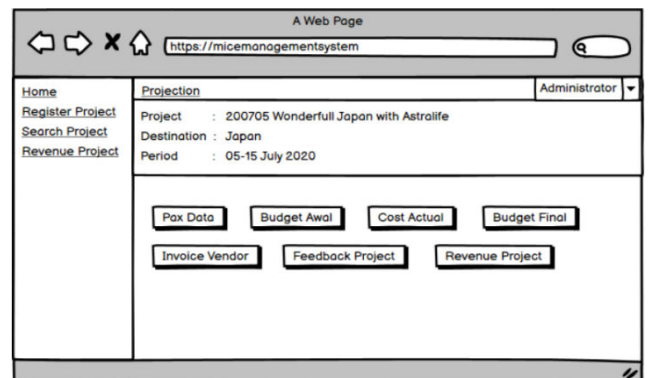 A Web Page
https://micemanagementsystem
Home
Register Project
Search Project
Revenue Project
Projection
Administrator
Project : 200705 Wonderfull Japan with Astralife
Destination : Japan
Period : 05-15 July 2020
Pax Data
Budget Awal
Cost Actual
Budget Final
Invoice Vendor
Feedback Project
Revenue Project